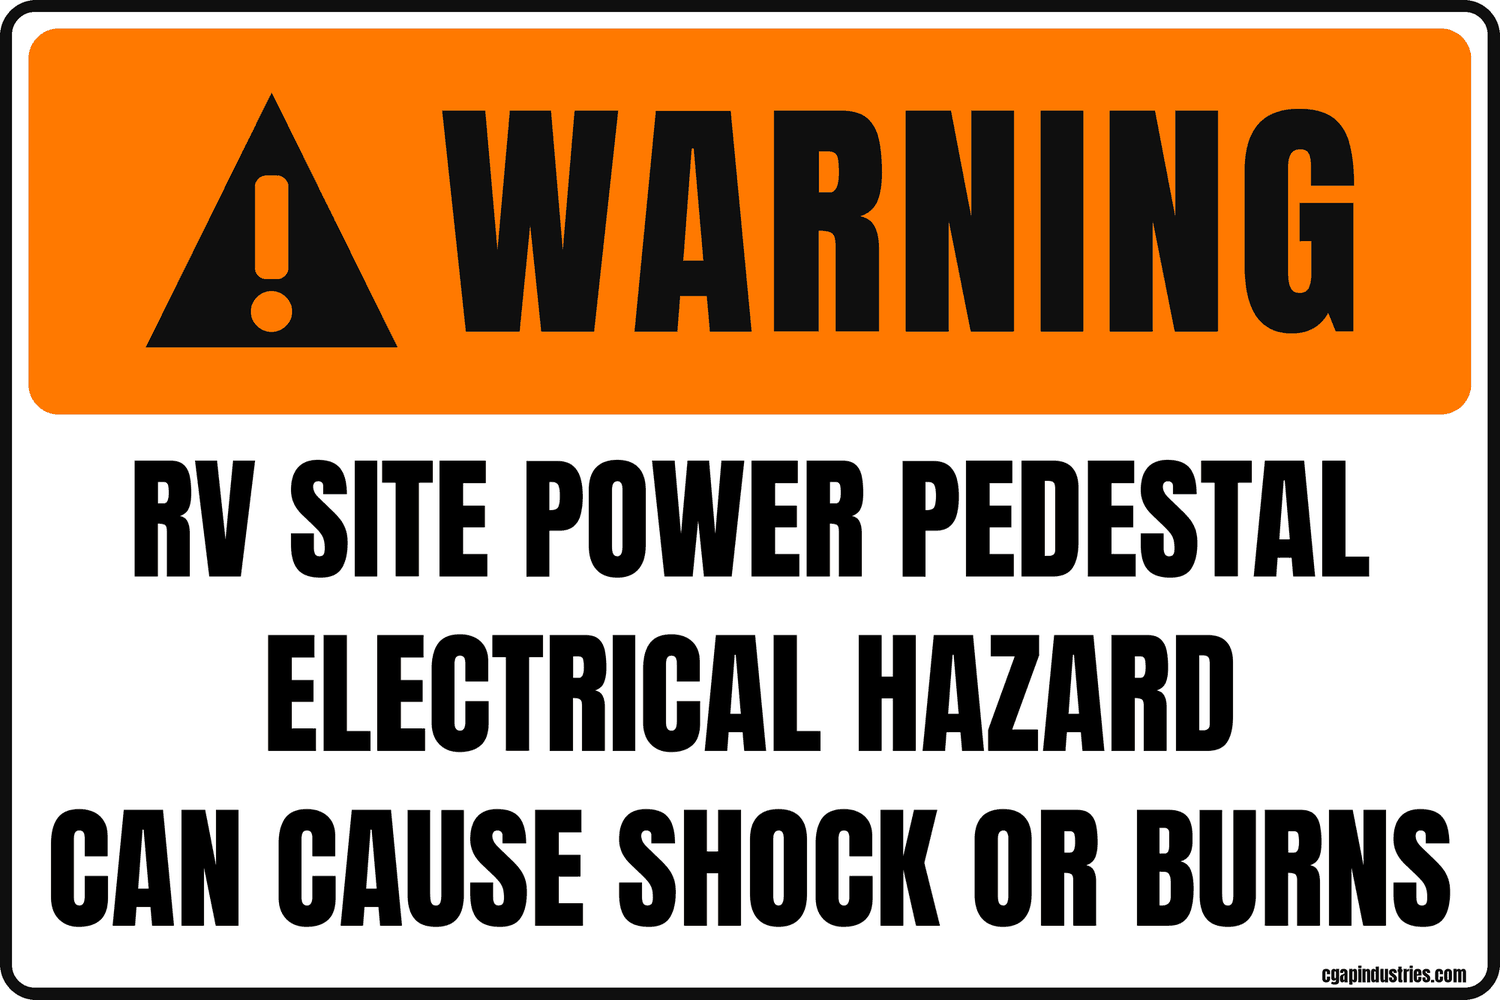 WARNING
RV SITE POWER PEDESTAL
ELECTRICAL HAZARD
CAN CAUSE SHOCK OR BURNS
cgapindustries.com